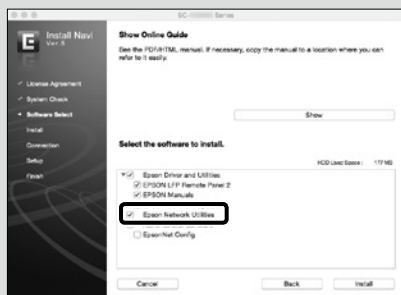 SC- Series
Install Navi
Ver.5
License Agreement
System Check
Software Select
Install
Connection
Setup
Finish
Show Online Guide
See the PDF/HTML manual. If necessary, copy the manual to a location where you can
refer to it easily.
Show
Select the software to install.
HDD Used Space : 177 MB
Epson Driver and Utilities
EPSON LFP Remote Panel 2
EPSON Manuals
Epson Network Utilities
EpsonNet Config
Cancel
Back
Install